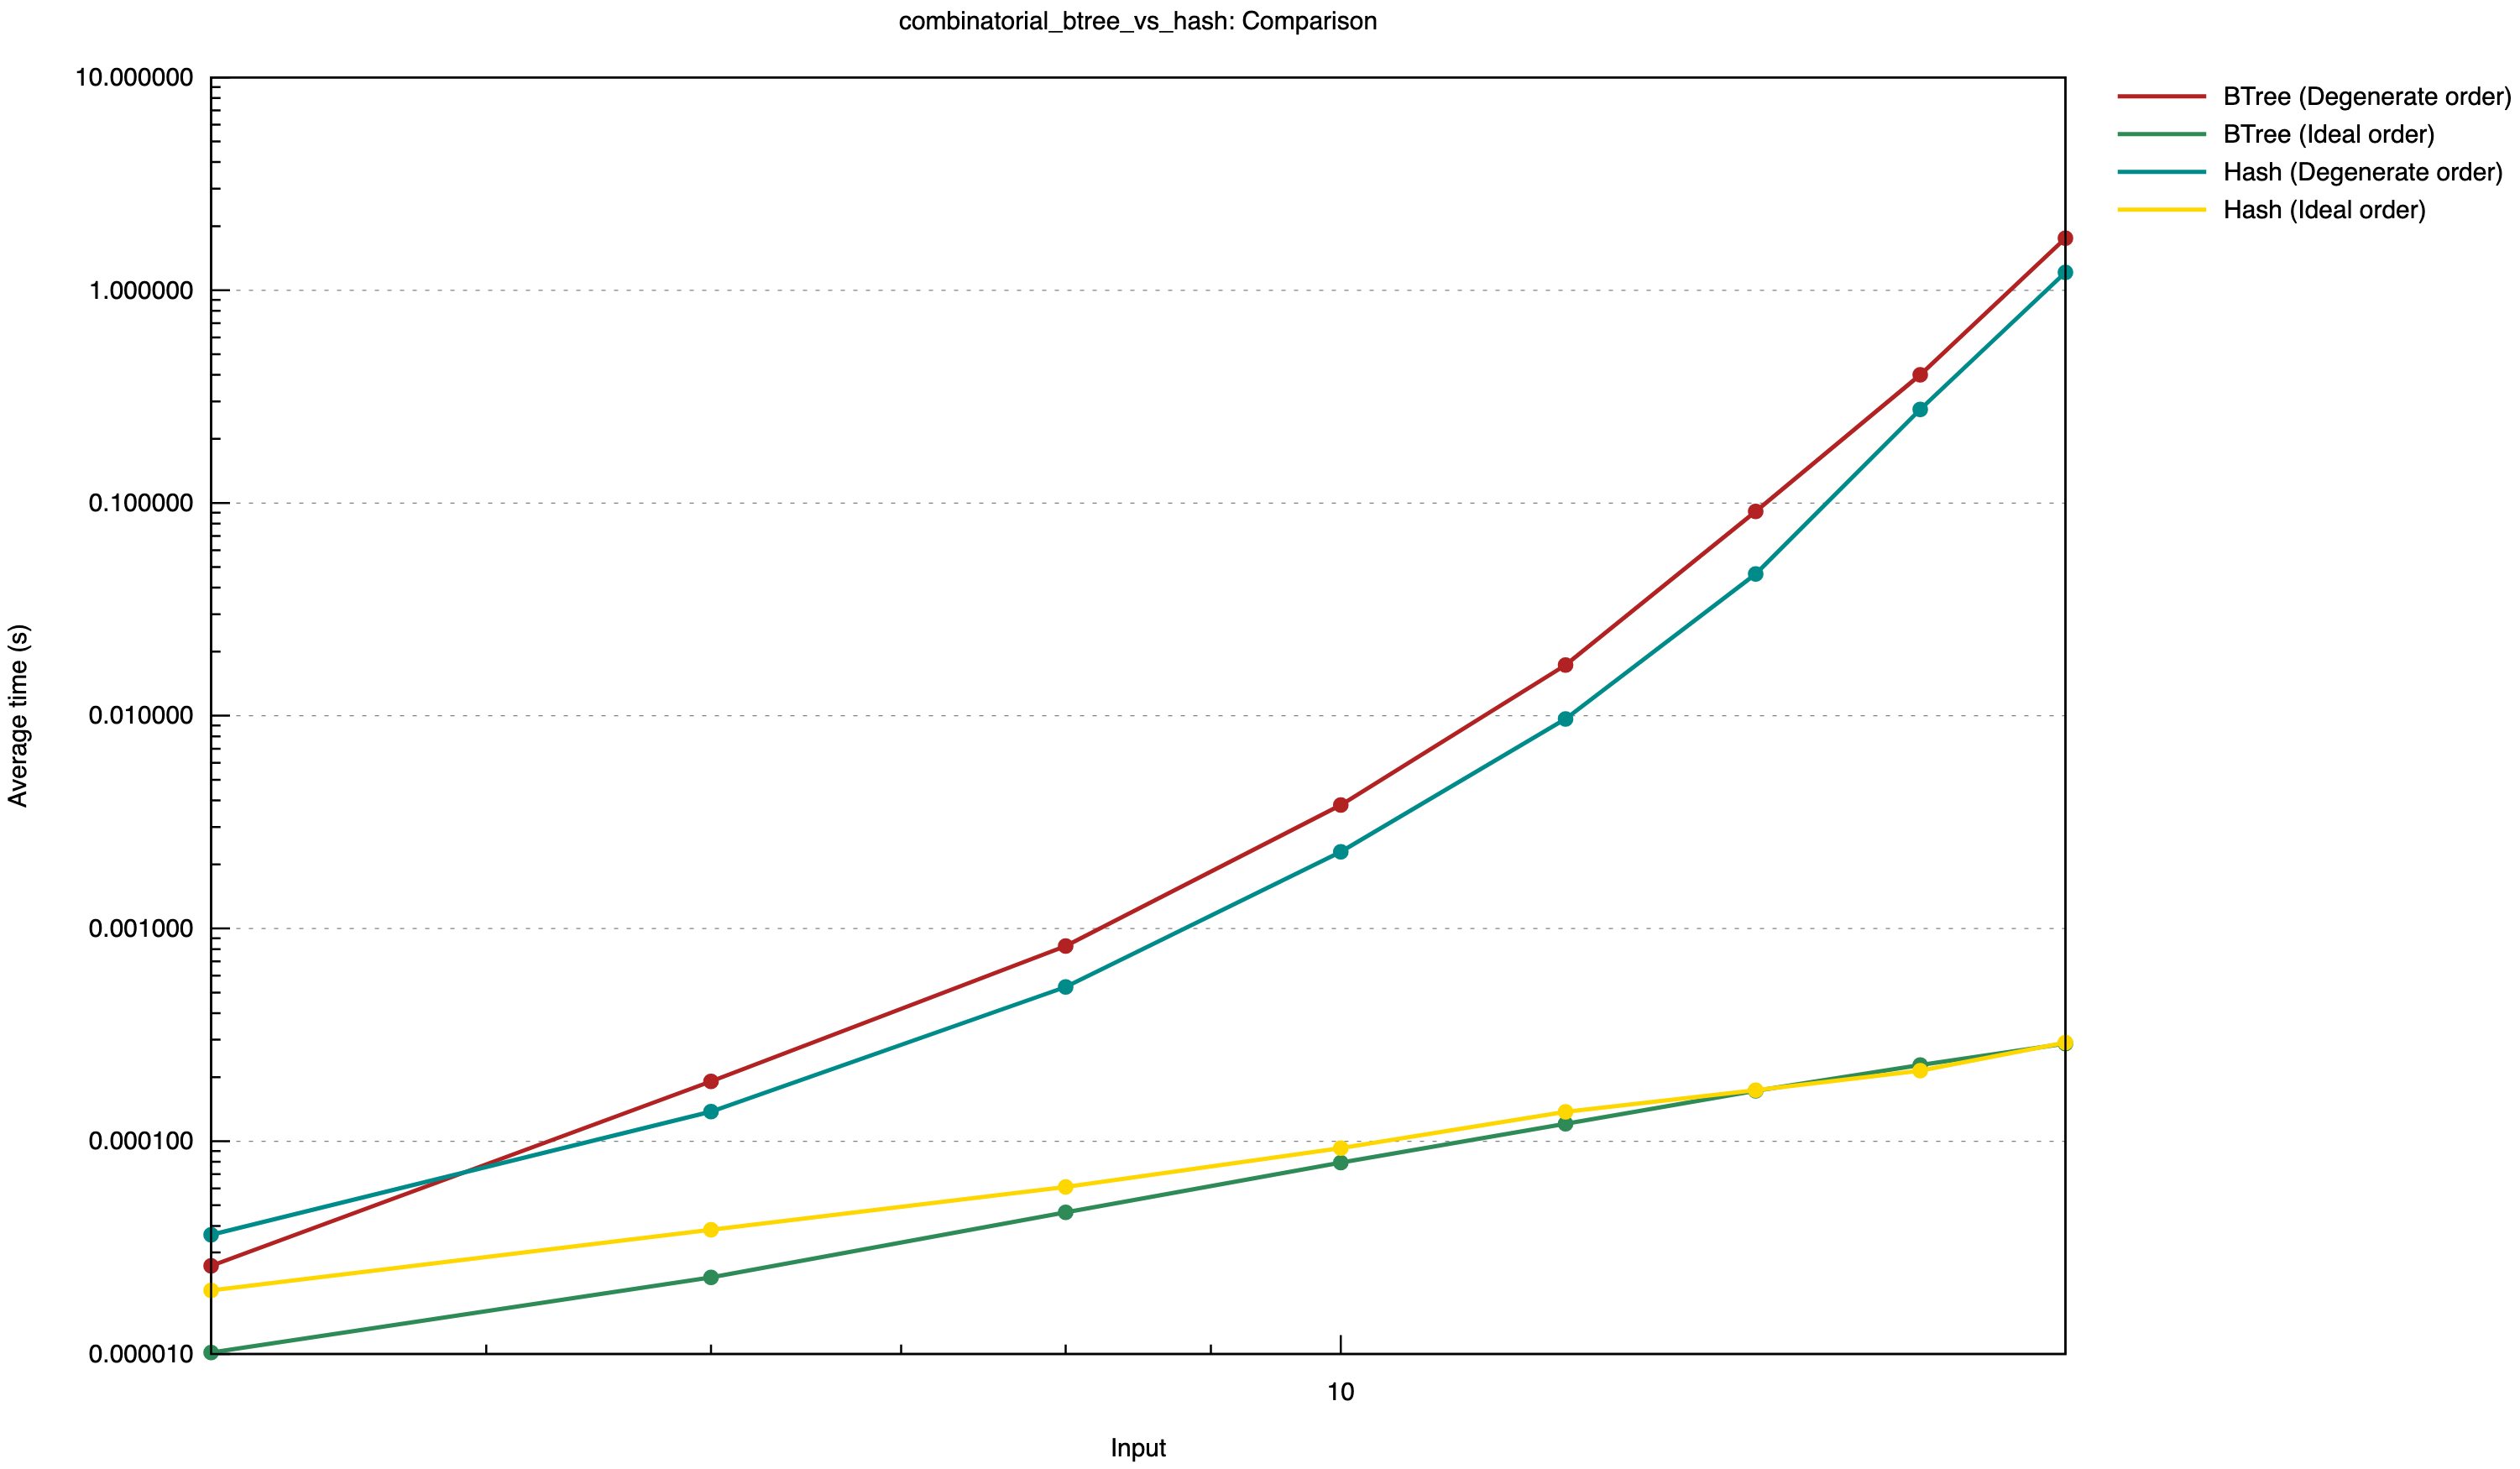 combinatorial_btree_vs_hash: Comparison
10.000000
1.000000
0.100000
0.010000
0.001000
0.000100
0.000010
Average time (s)
10
Input
BTree (Degenerate order)
BTree (Ideal order)
Hash (Degenerate order)
Hash (Ideal order)